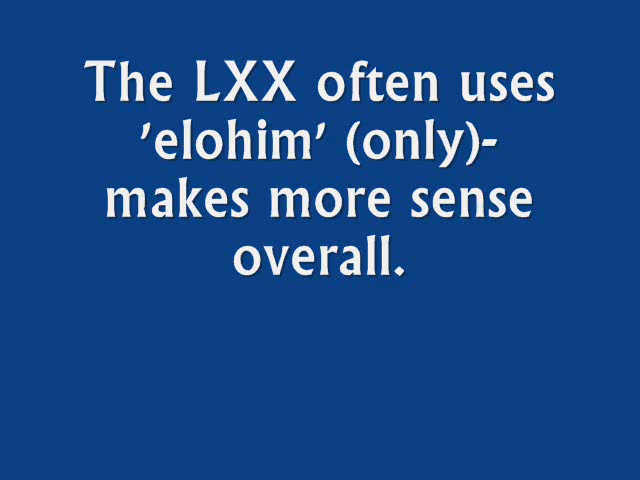 The LXX often uses
'elohim' (only)-
makes more sense
overall.